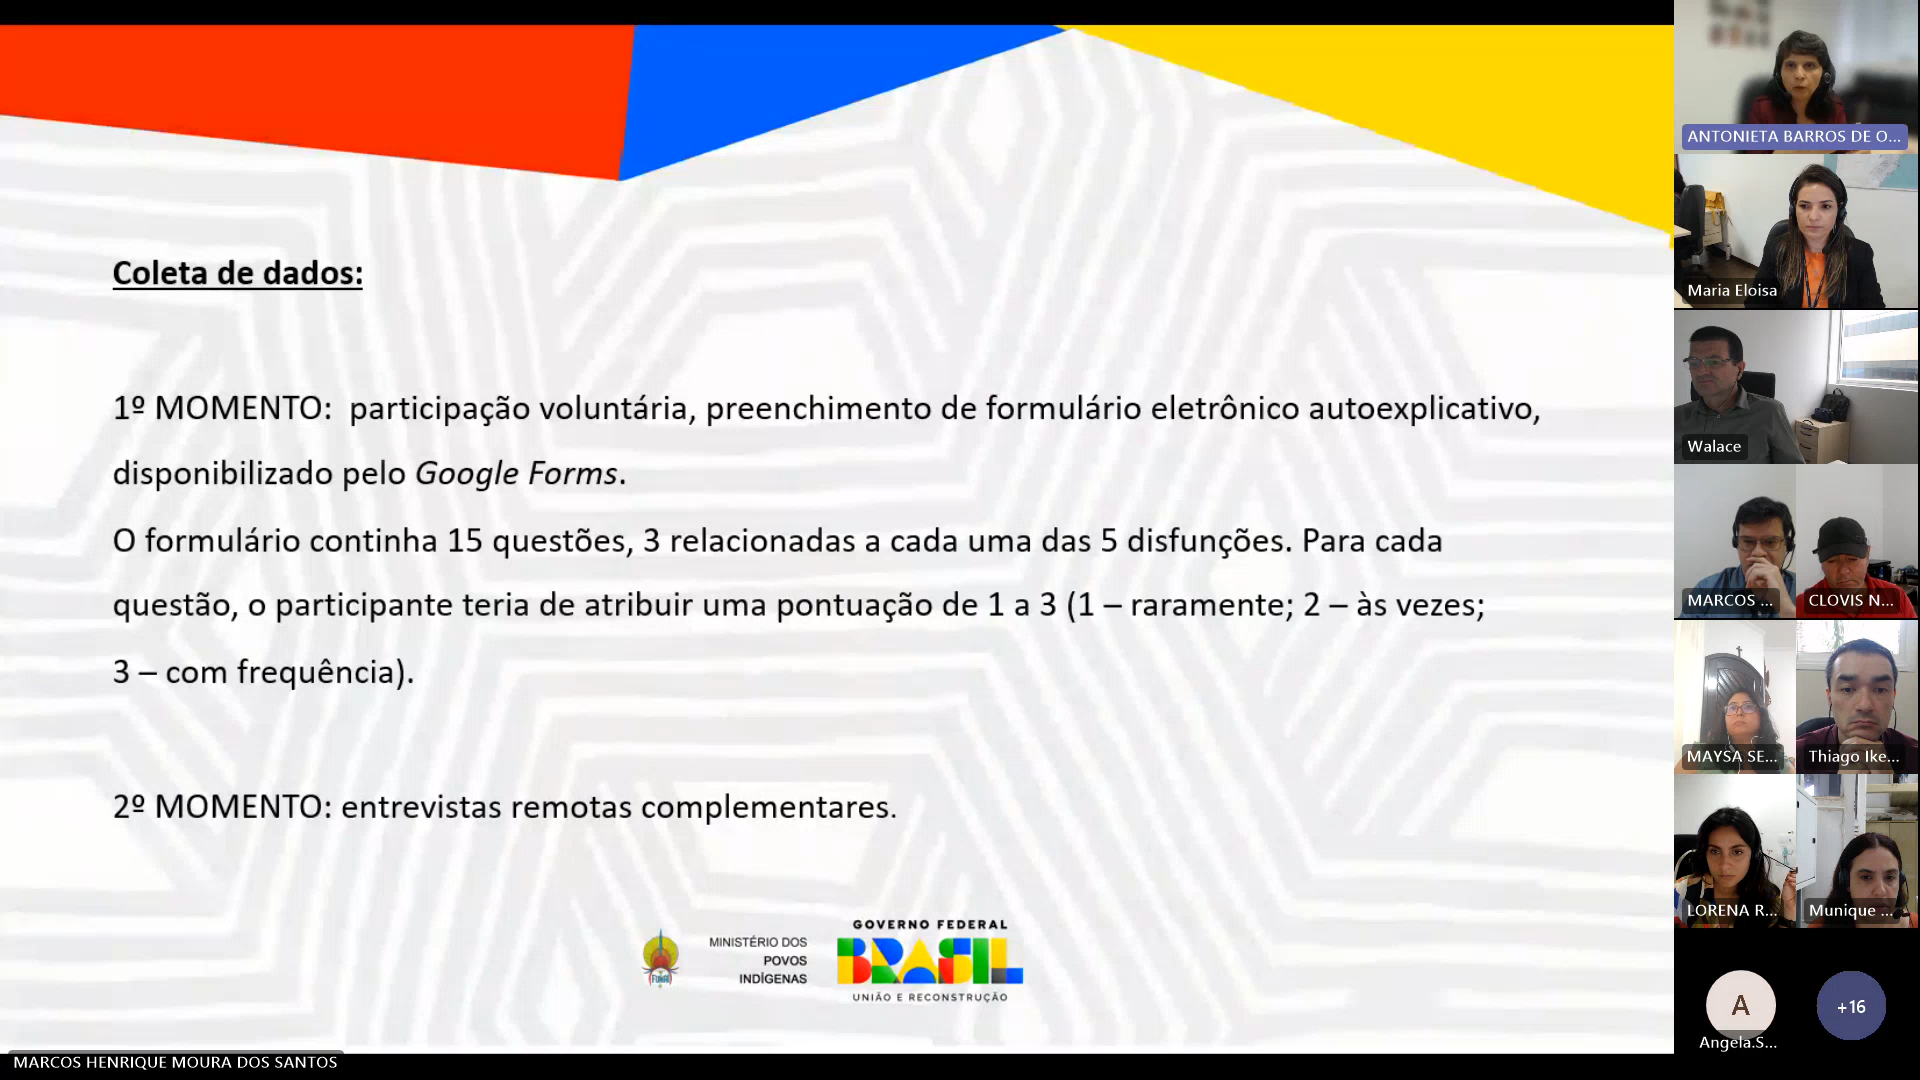 Coleta de dados:
1º MOMENTO: participação voluntária, preenchimento de formulário eletrônico autoexplicativo,
disponibilizado pelo Google Forms.
O formulário continha 15 questões, 3 relacionadas a cada uma das 5 disfunções. Para cada
questão, o participante teria de atribuir uma pontuação de 1 a 3 (1 – raramente; 2 – às vezes;
3 – com frequência).
2º MOMENTO: entrevistas remotas complementares.
FUNAI
MINISTÉRIO DOS
POVOS
INDÍGENAS
GOVERNO FEDERAL
BRASIL
UNIÃO E RECONSTRUÇÃO
MARCOS HENRIQUE MOURA DOS SANTOS
ANTONIETA BARROS DE O...
Maria Eloisa
Walace
MARCOS ...
CLOVIS N...
MAYSA SE...
Thiago Ike...
LORENA R...
Munique ...
A
+16
Angela.S...